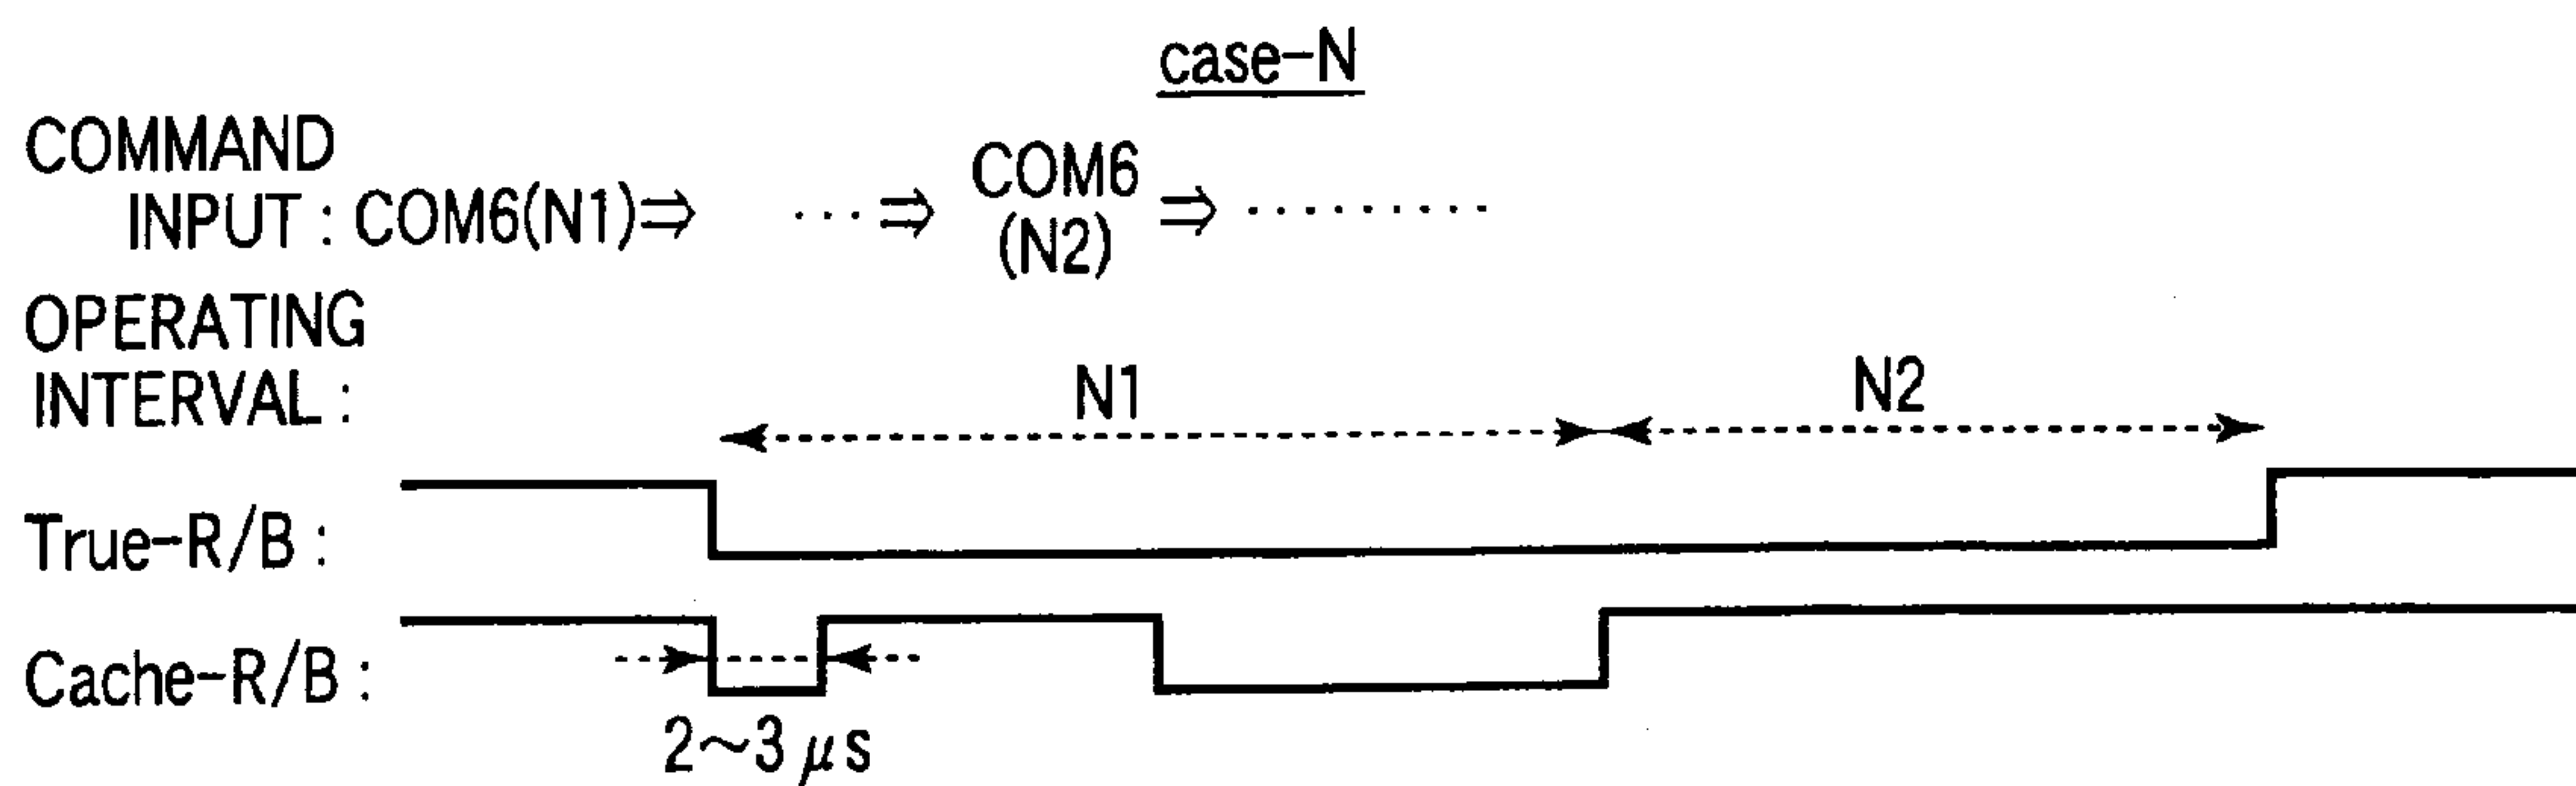 case-N
COMMAND
INPUT : COM6(N1)⇒ ···⇒ COM6 ⇒ ·········
(N2)
OPERATING
INTERVAL :
N1
N2
True-R/B :
Cache-R/B :
2~3 μs